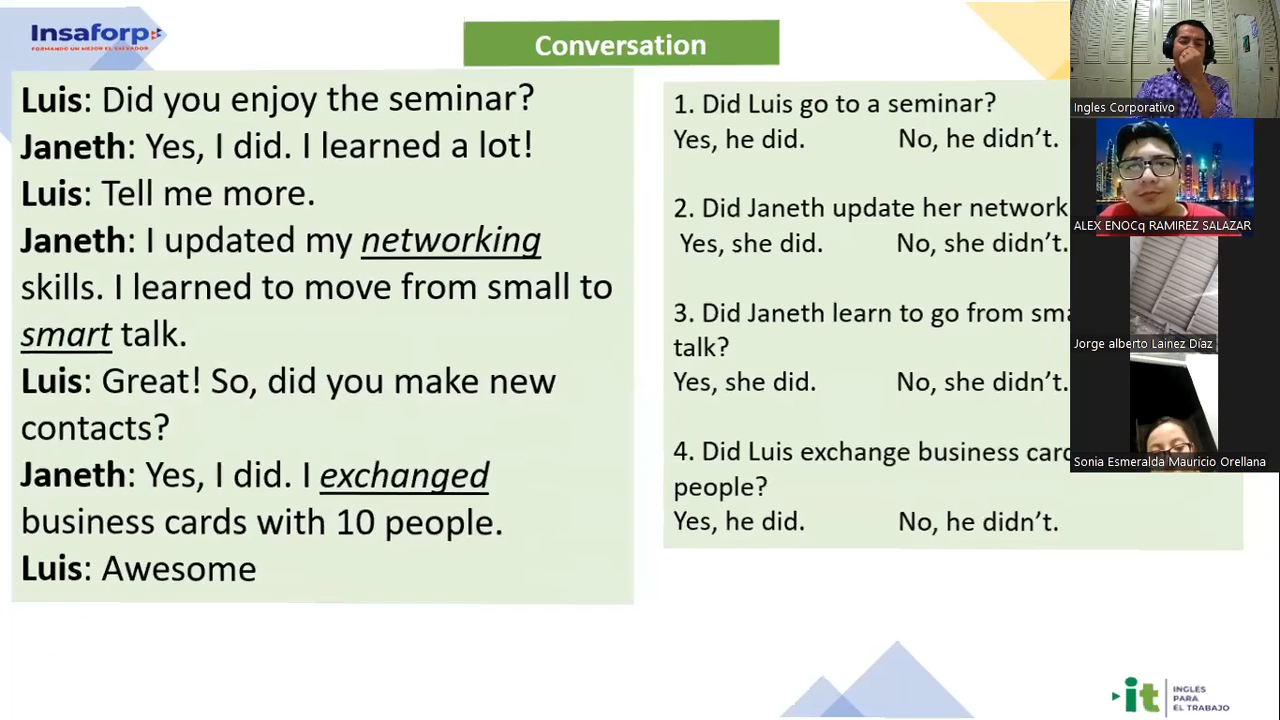 Insaforp
FORMANDO UN MEJOR EL SALVADOR
Conversation
Luis: Did you enjoy the seminar?
Janeth: Yes, I did. I learned a lot!
Luis: Tell me more.
Janeth: I updated my networking
skills. I learned to move from small to
smart talk.
Luis: Great! So, did you make new
contacts?
Janeth: Yes, I did. I exchanged
business cards with 10 people.
Luis: Awesome
1. Did Luis go to a seminar?
Yes, he did. No, he didn't.
2. Did Janeth update her network
Yes, she did. No, she didn't.
3. Did Janeth learn to go from
talk?
Yes, she did. No, she didn't.
4. Did Luis exchange business
people?
Yes, he did. No, he didn't.
Ingles Corporativo
ALEX ENOCq RAMIREZ SALAZAR
Jorge alberto Lainez Díaz
Sonia Esmeralda Mauricio Orellana
it
INGLÉS
PARA
EL TRABAJO